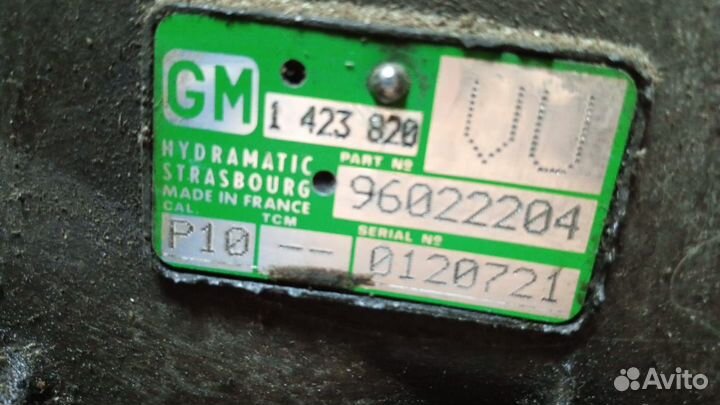 GM
1 423 820
VU
HYDRAMATIC
STRASBOURG
MADE IN FRANCE
PART Nº
96022204
CAL.
TCM
SERIAL Nº
P10
--
0120721
Avito